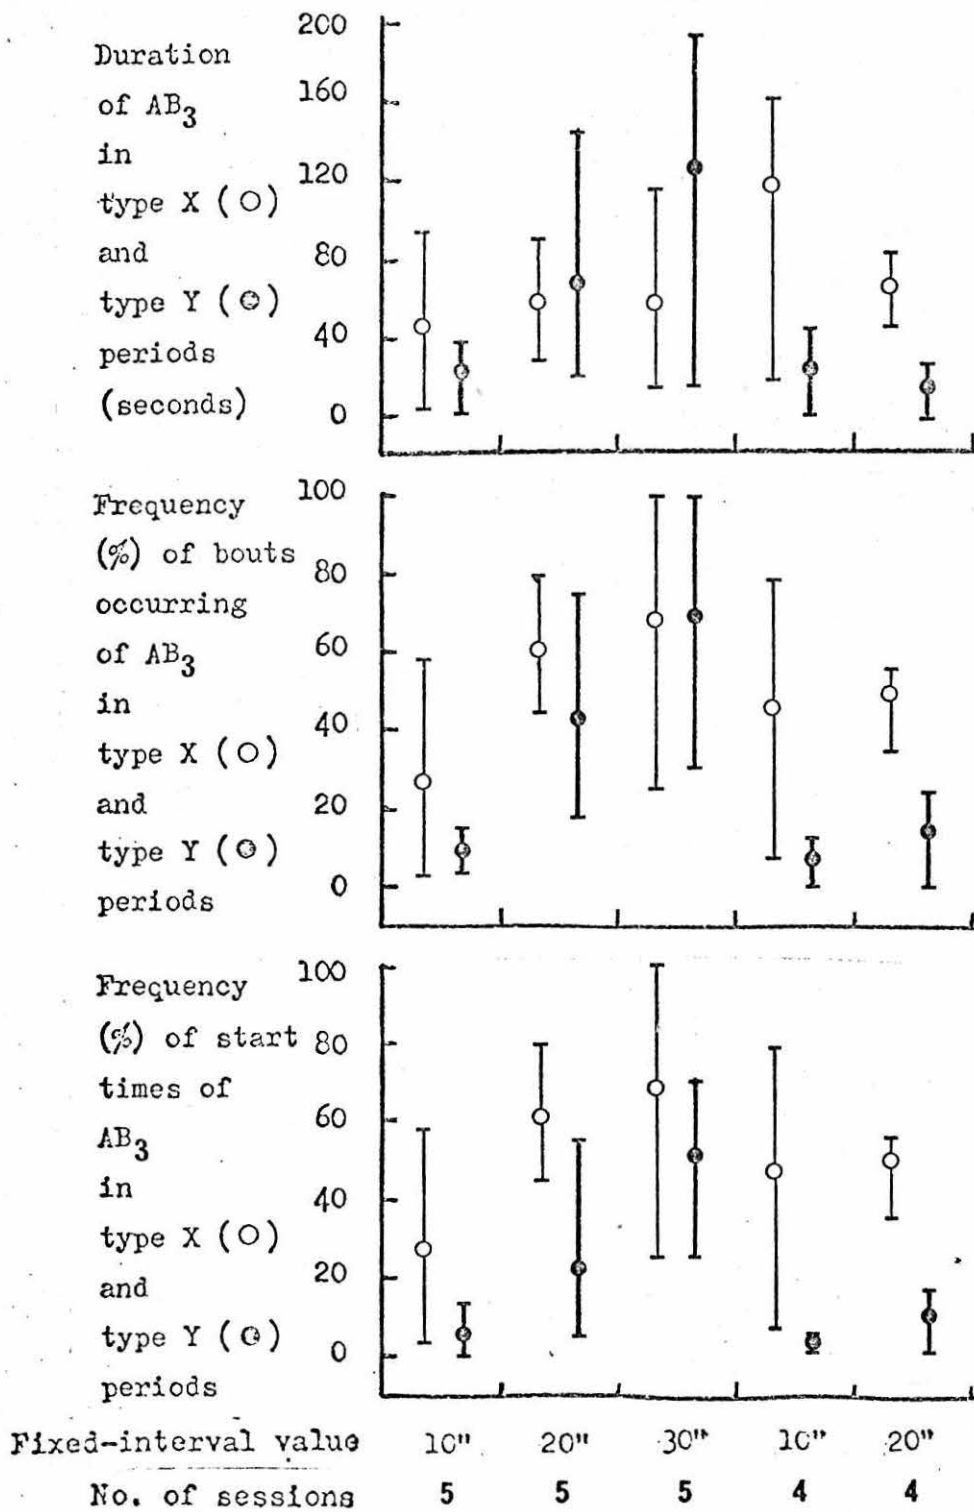 Duration
of AB3
in
type X (○)
and
type Y (●)
periods
(seconds)
200
160
120
80
40
0
Frequency
(%) of bouts
occurring
of AB3
in
type X (○)
and
type Y (●)
periods
100
80
60
40
20
0
Frequency
(%) of start
times of
AB3
in
type X (○)
and
type Y (●)
periods
100
80
60
40
20
0
Fixed-interval value 10" 20" 30" 10" 20"
No. of sessions 5 5 5 4 4